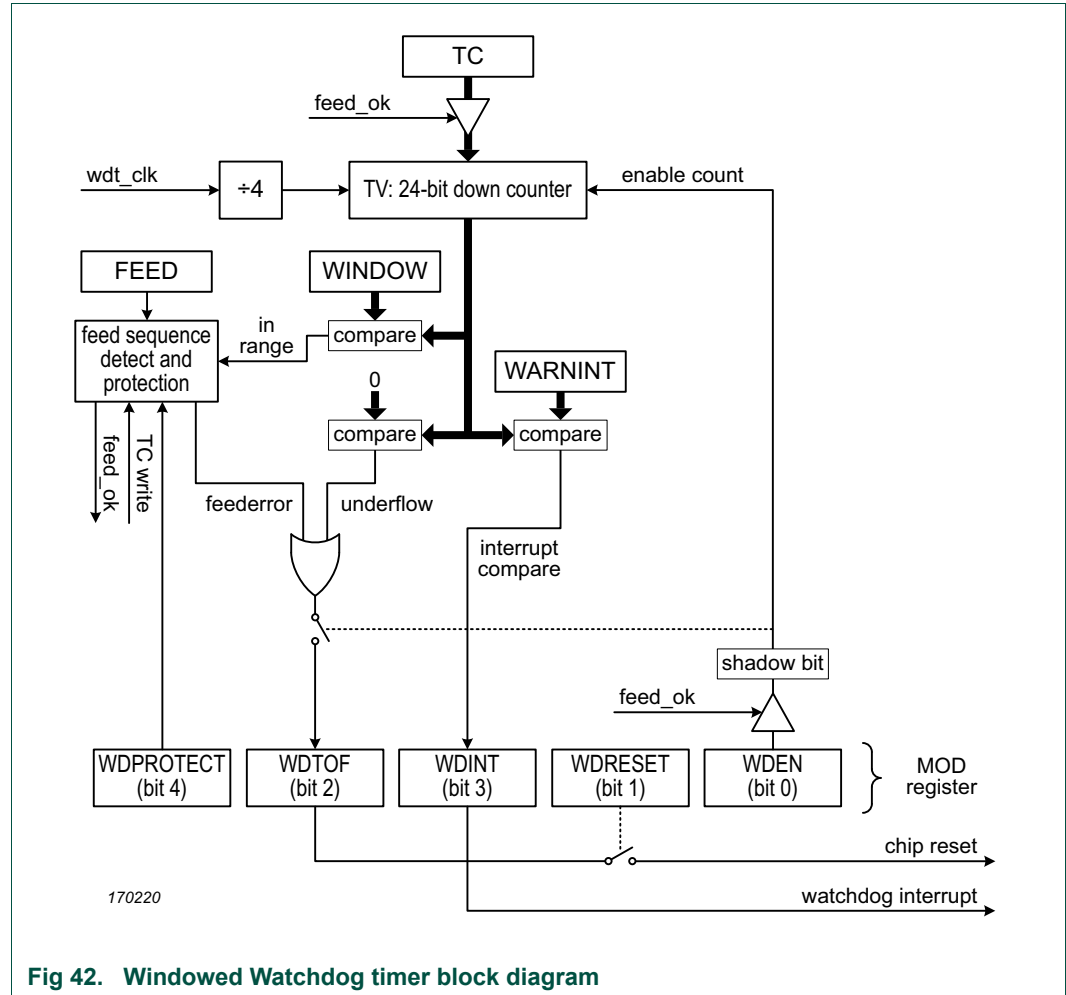 TC
feed_ok
wdt_clk
÷4
TV: 24-bit down counter
enable count
FEED
WINDOW
feed sequence
detect and
protection
in
range
compare
WARNINT
0
compare
compare
feed_ok
TC write
feederror
underflow
interrupt
compare
shadow bit
feed_ok
WDPROTECT
(bit 4)
WDTOF
(bit 2)
WDINT
(bit 3)
WDRESET
(bit 1)
WDEN
(bit 0)
MOD
register
chip reset
watchdog interrupt
170220
Fig 42. Windowed Watchdog timer block diagram